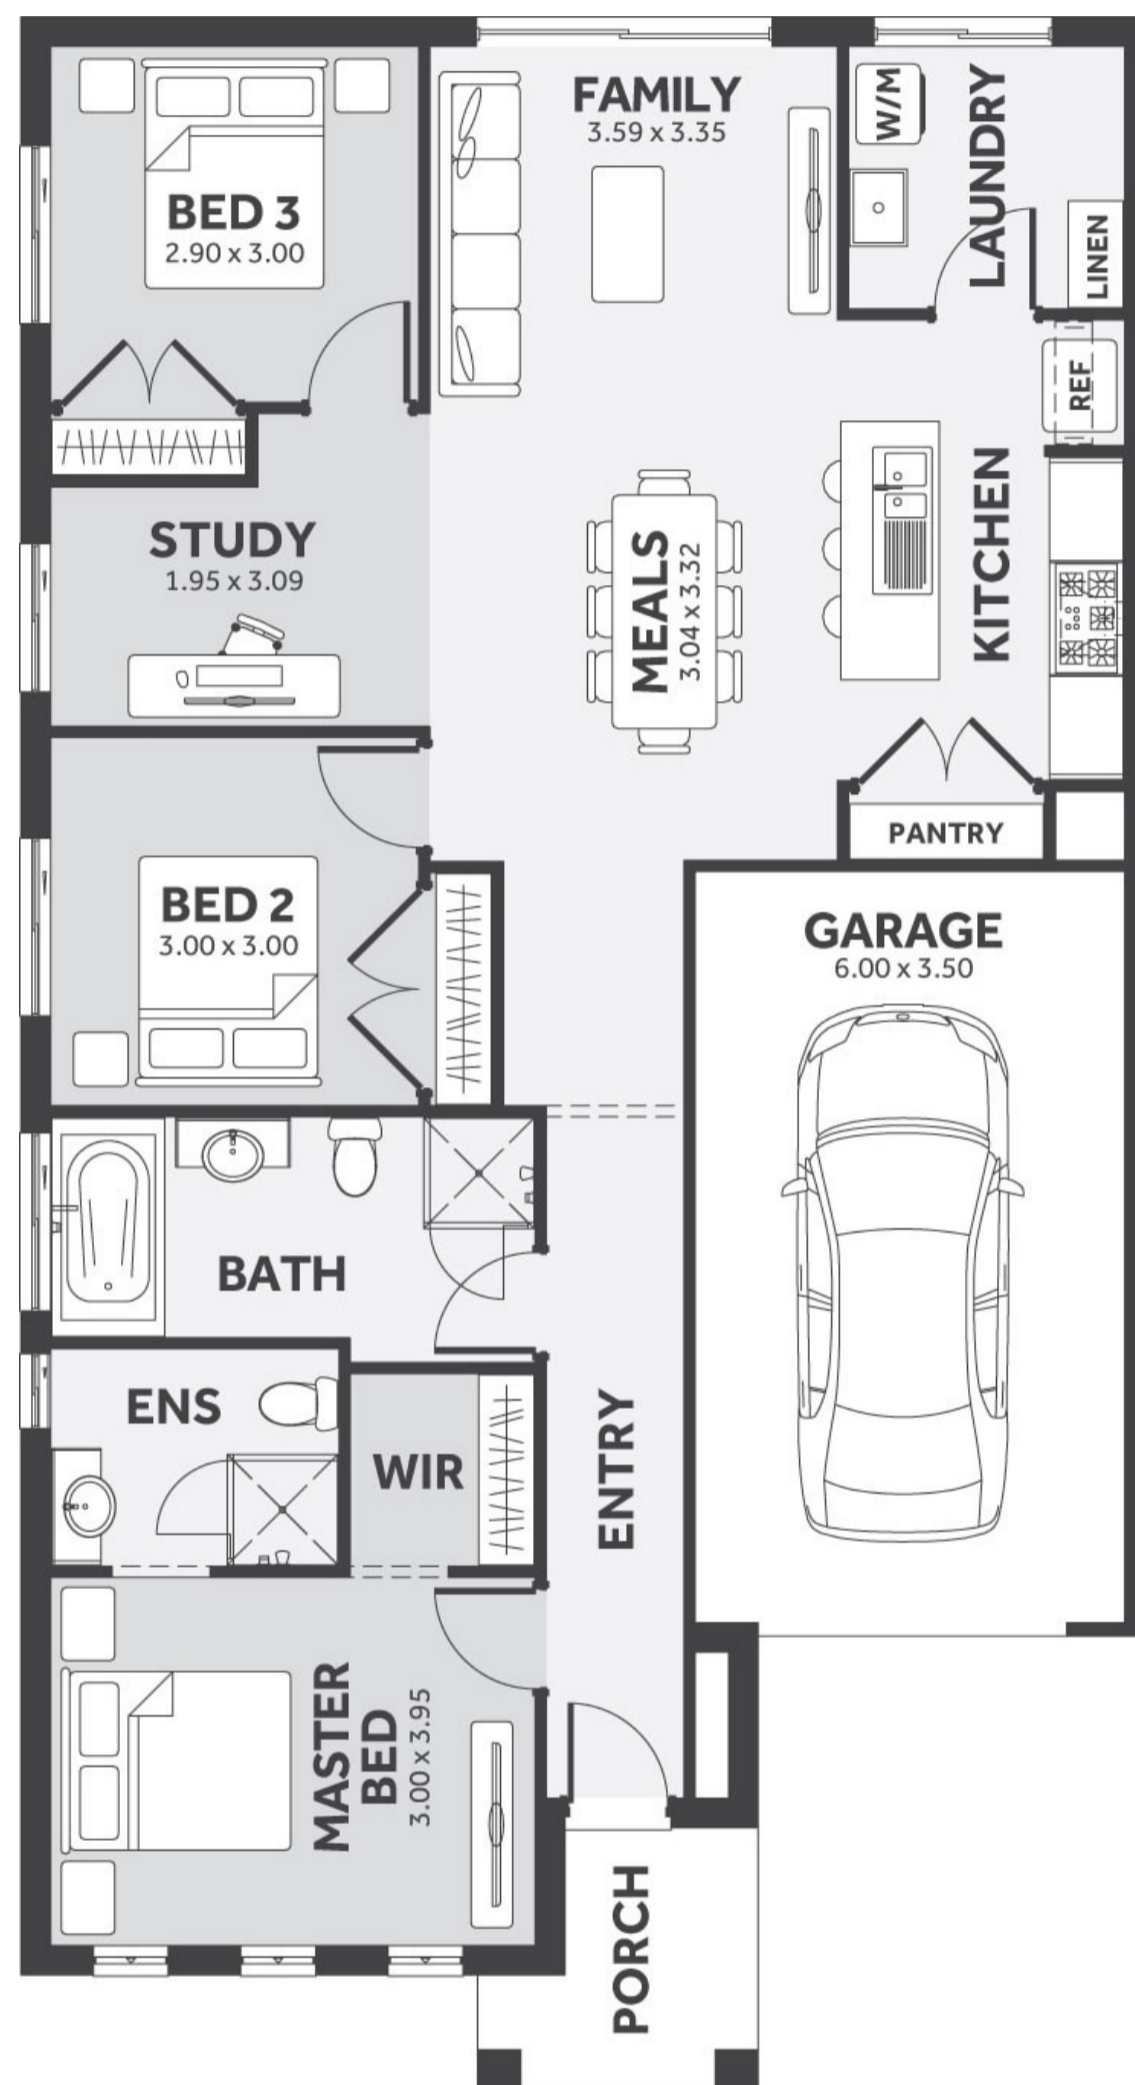 FAMILY
3.59 x 3.35
W/M
LAUNDRY
LINEN
BED 3
2.90 x 3.00
REF
KITCHEN
STUDY
1.95 x 3.09
MEALS
3.04 x 3.32
PANTRY
BED 2
3.00 x 3.00
GARAGE
6.00 x 3.50
BATH
ENS
WIR
ENTRY
MASTER
BED
3.00 x 3.95
PORCH